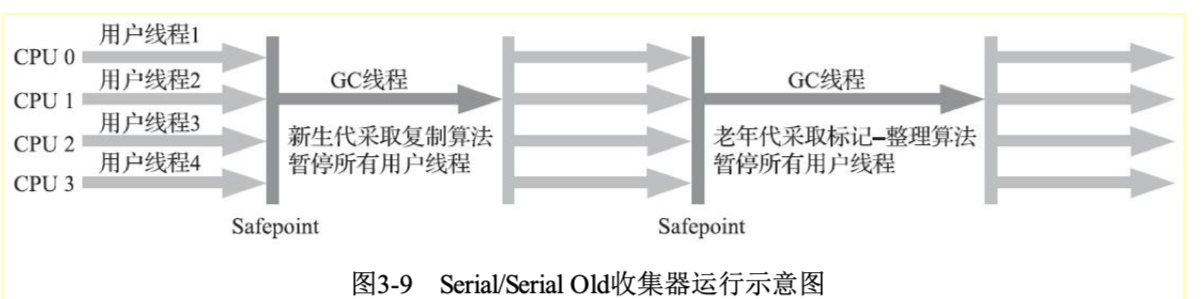 用户线程1
CPU 0
用户线程2
CPU 1
用户线程3
CPU 2
用户线程4
CPU 3
GC线程
新生代采取复制算法
暂停所有用户线程
Safepoint
GC线程
老年代采取标记–整理算法
暂停所有用户线程
Safepoint
图3-9 Serial/Serial Old收集器运行示意图